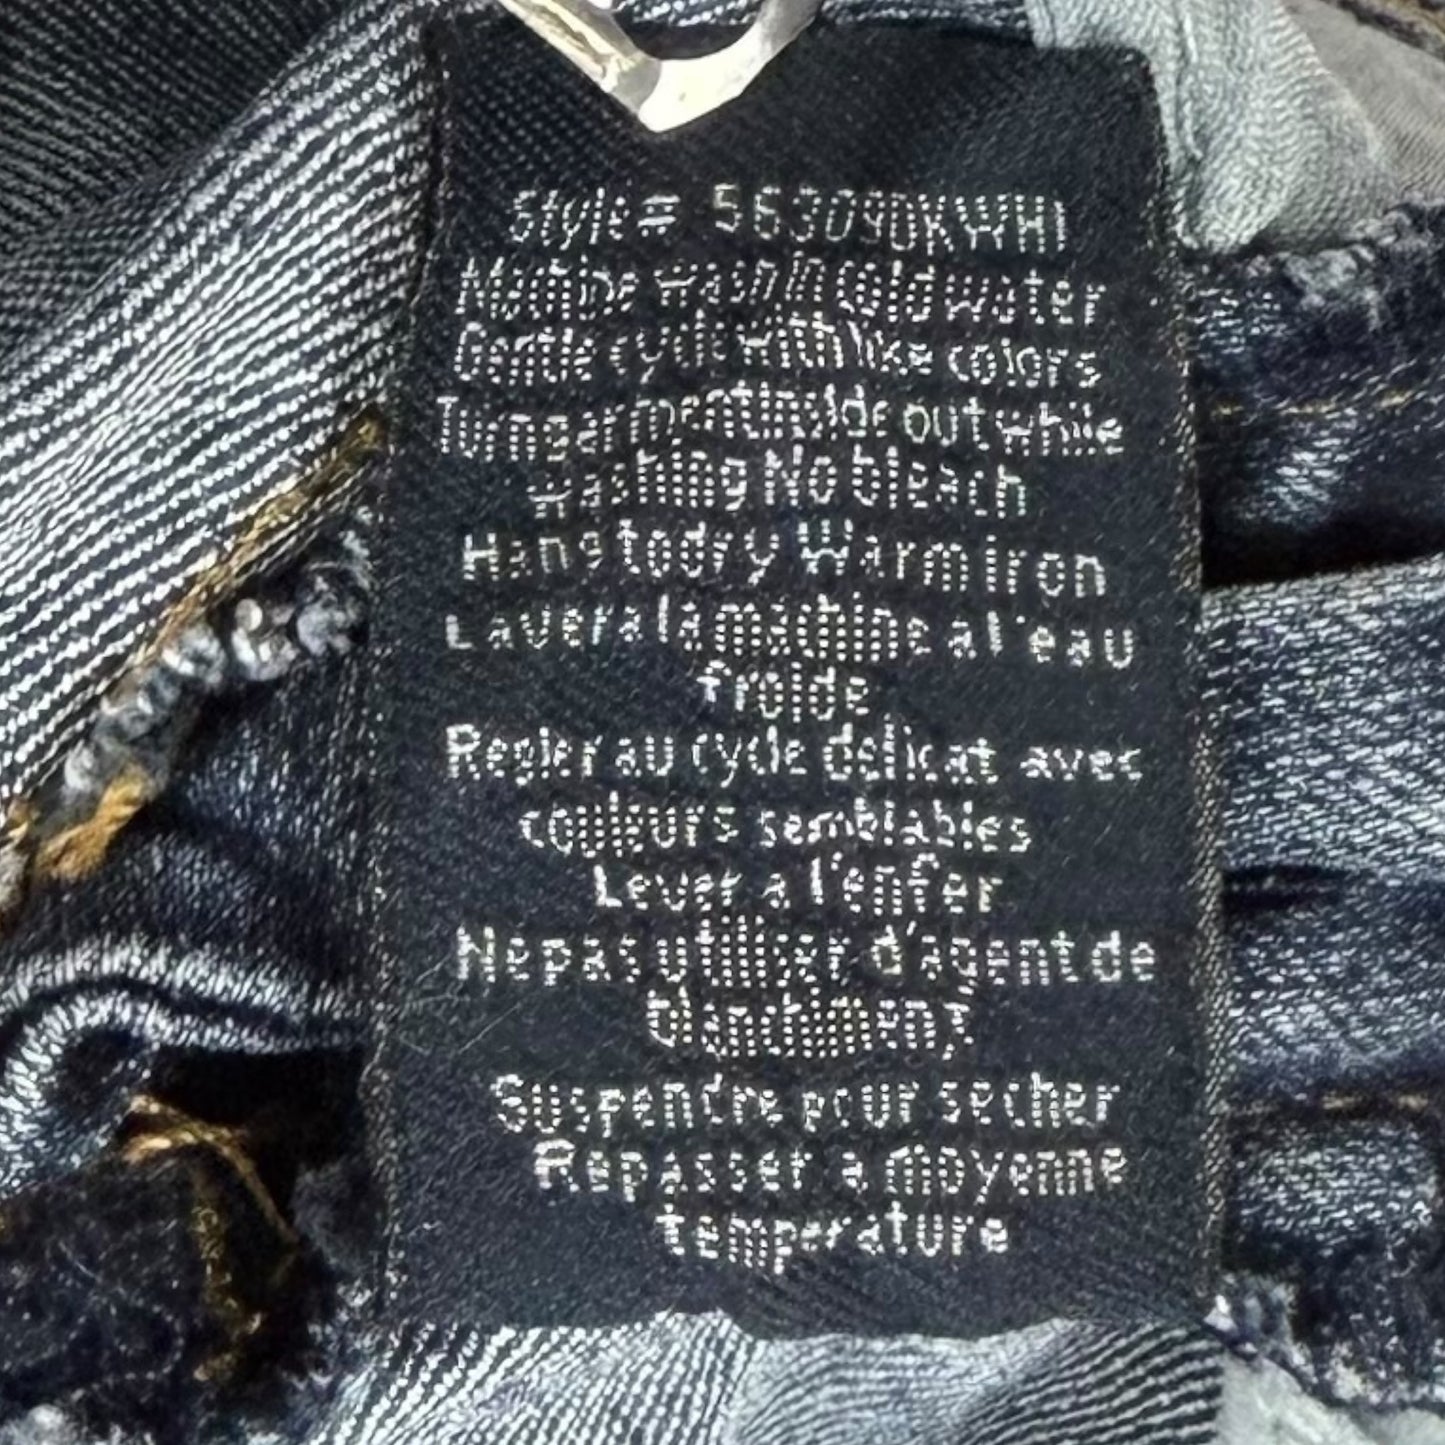 Style# 56309DKWHI
Machine wash in cold water
Gentle cycle with like colors
Turn garment inside out while
washing No bleach
Hang to dry Warm iron
Laver a la machine a l'eau
froide
Regler au cycle delicat avec
couleurs semblables
Lever a l'enfer
Ne pas utiliser d'agent de
blanchiment
Suspendre pour secher
Repasser a moyenne
temperature